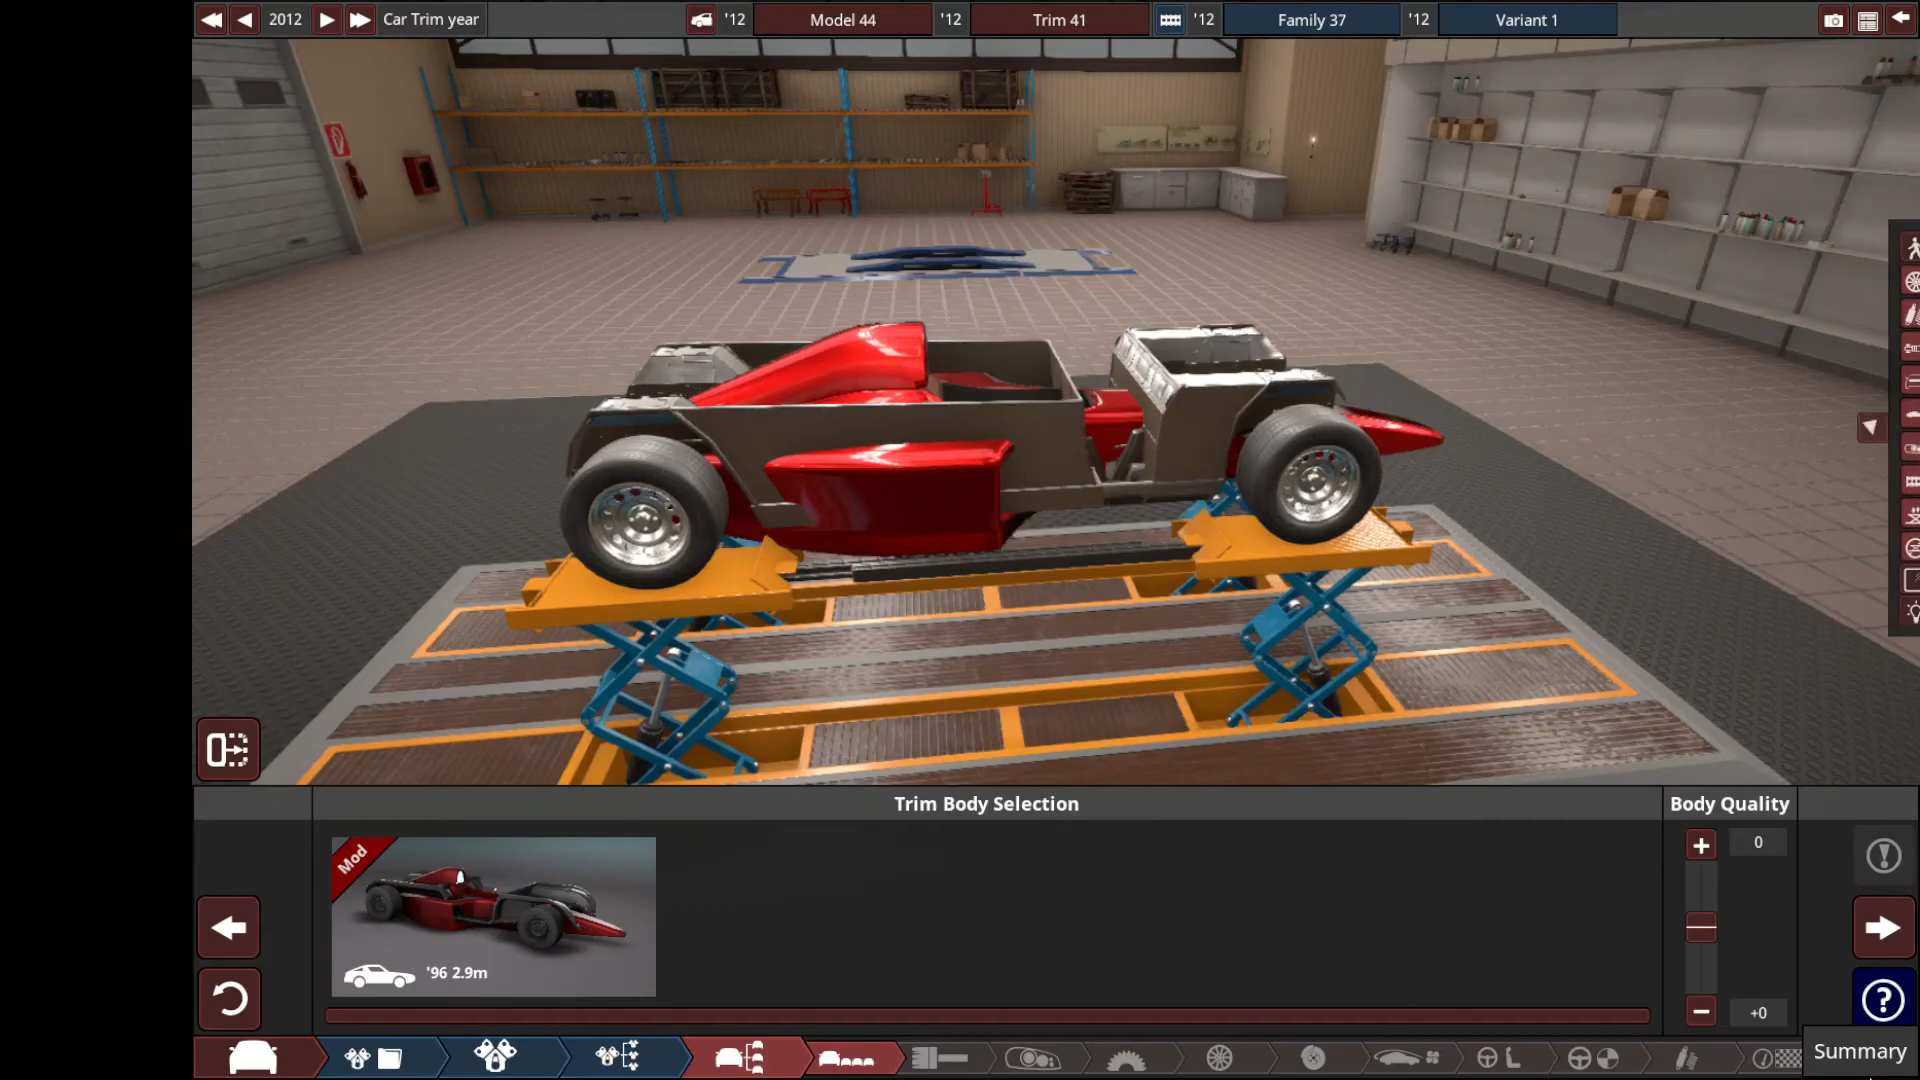 2012
Car Trim year
'12
Model 44
'12
Trim 41
'12
Family 37
'12
Variant 1
Trim Body Selection
Body Quality
Mod
'96 2.9m
0
+0
Summary